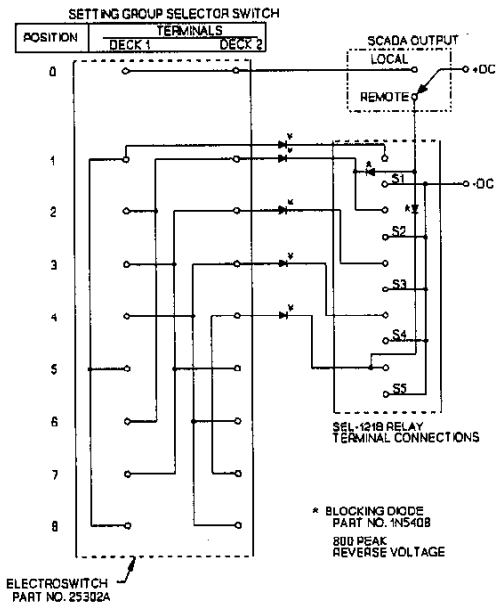 SETTING GROUP SELECTOR SWITCH
POSITION
TERMINALS
DECK 1 DECK 2
SCADA OUTPUT
LOCAL
+DC
REMOTE
0
1
*
*
*
S1
-DC
2
*
*
S2
3
*
S3
4
*
S4
5
S5
6
SEL-121B RELAY
TERMINAL CONNECTIONS
7
8
* BLOCKING DIODE
PART NO. 1N5408
800 PEAK
REVERSE VOLTAGE
ELECTROSWITCH
PART NO. 25302A